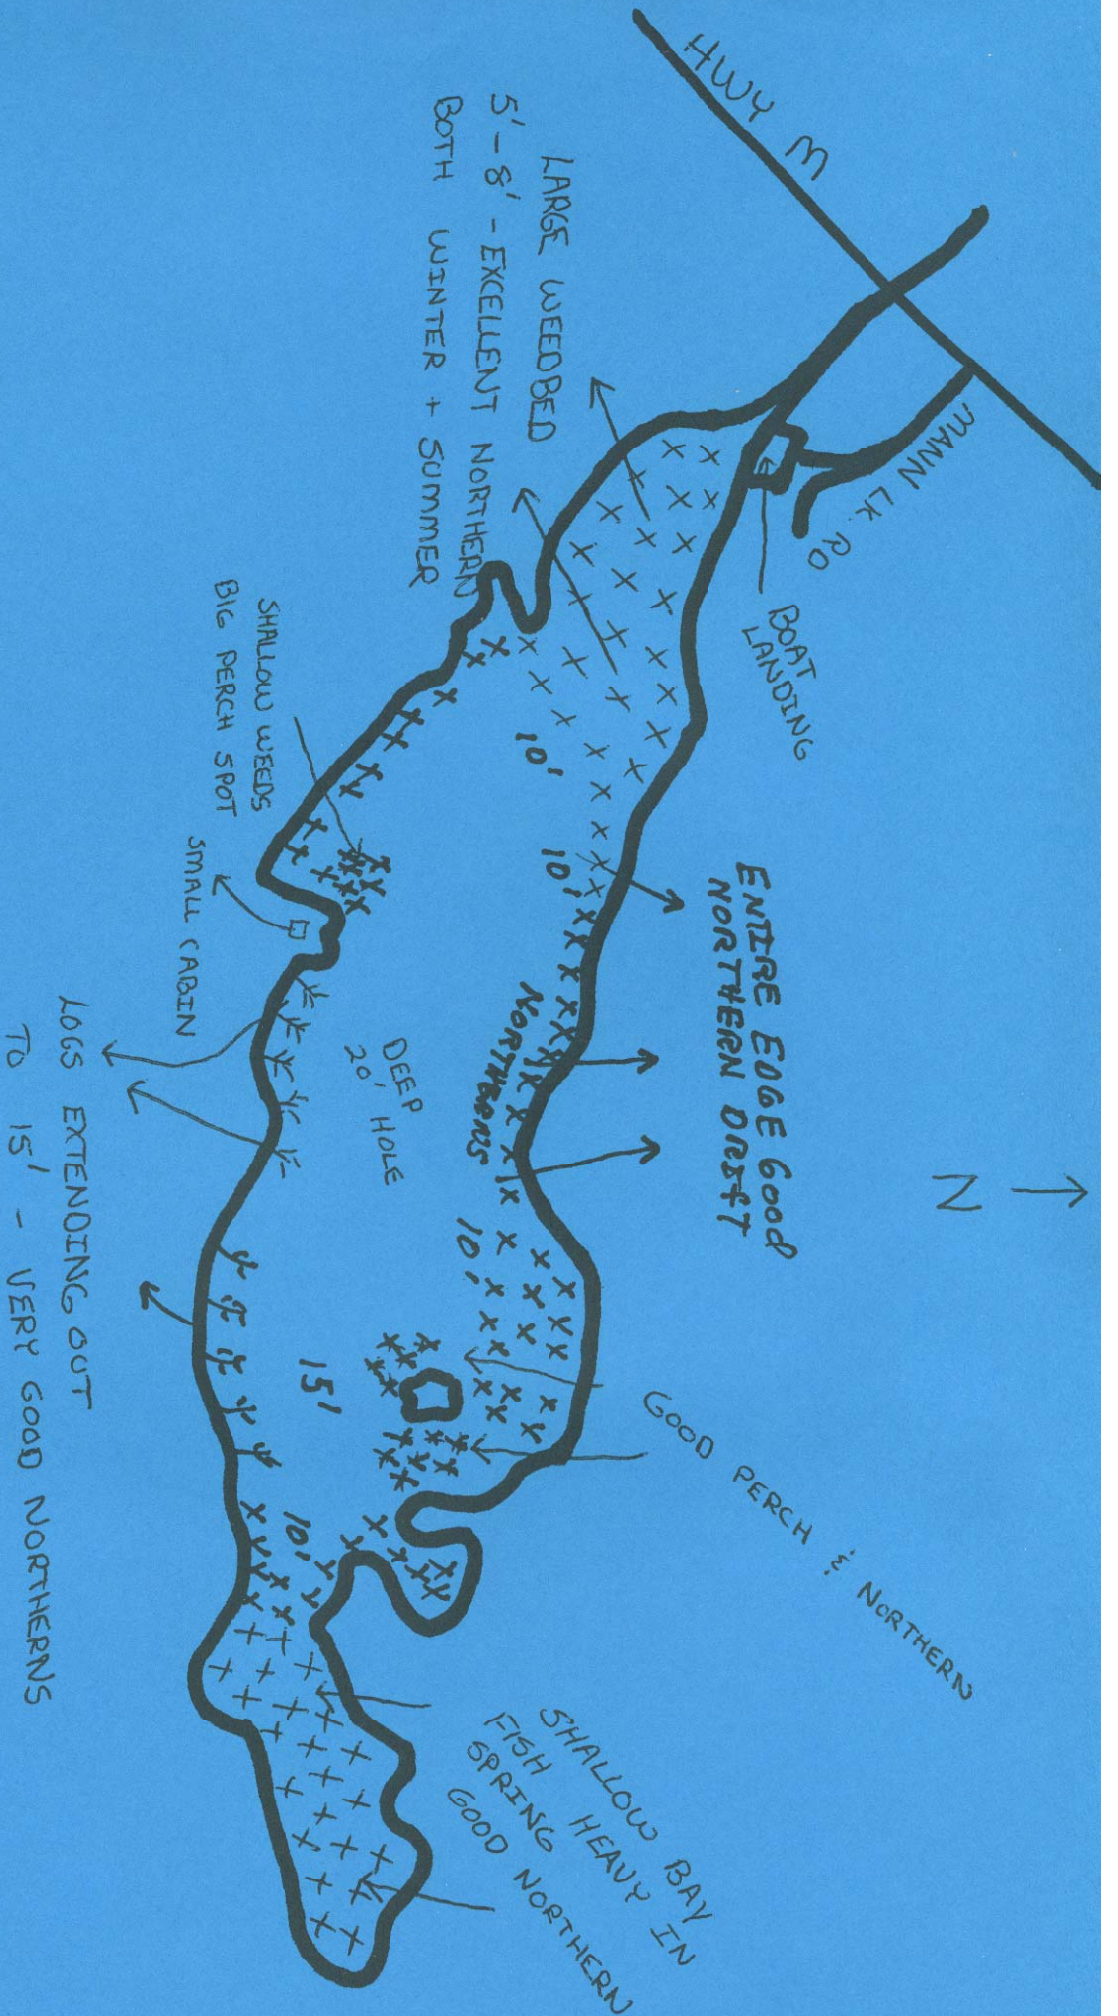 HWY M
MANN LK. RD
BOAT
LANDING
LARGE WEEDBED
5'-8' - EXCELLENT NORTHERN
BOTH WINTER + SUMMER
ENTIRE EDGE GOOD
NORTHERN DRIFT
N
10'
10'
NORTHERNS
10'
SHALLOW WEEDS
BIG PERCH SPOT
SMALL CABIN
DEEP
20' HOLE
15'
10'
GOOD PERCH & NORTHERN
LOGS EXTENDING OUT
TO 15' - VERY GOOD NORTHERNS
SHALLOW BAY
FISH HEAVY IN
SPRING
GOOD NORTHERN